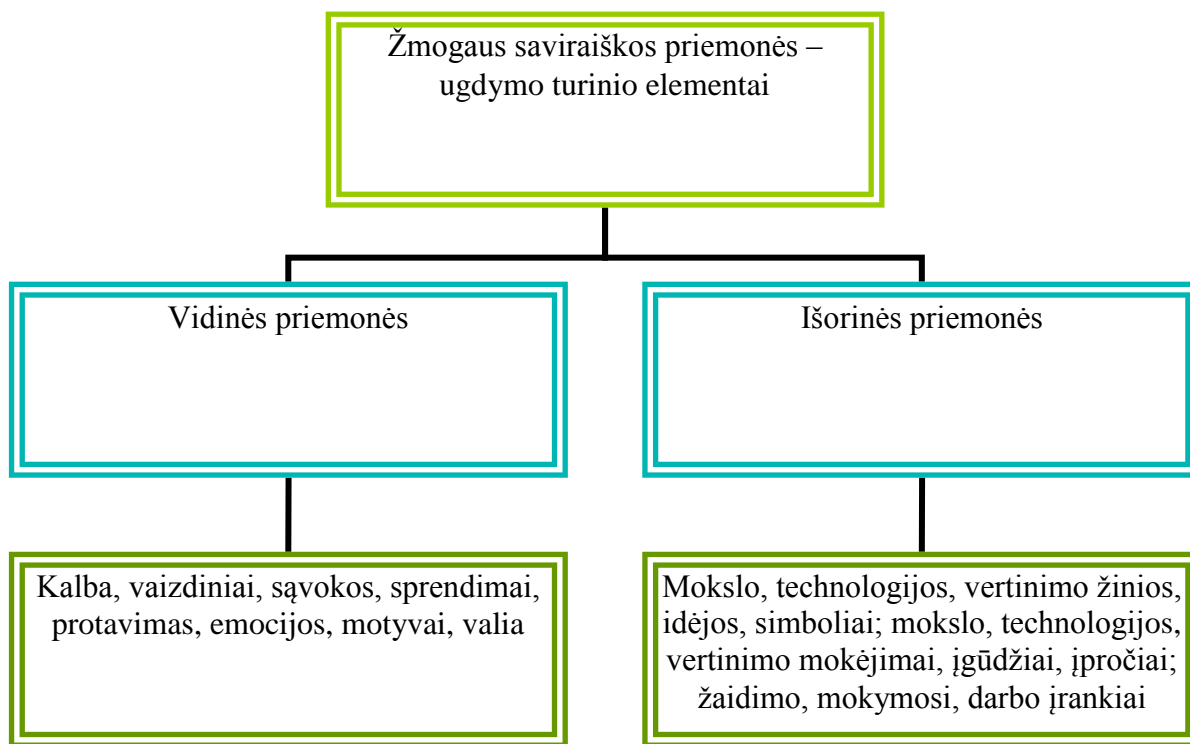 Žmogaus saviraiškos priemonės –
ugdymo turinio elementai
Vidinės priemonės
Išorinės priemonės
Kalba, vaizdiniai, sąvokos, sprendimai,
protavimas, emocijos, motyvai, valia
Mokslo, technologijos, vertinimo žinios,
idėjos, simboliai; mokslo, technologijos,
vertinimo mokėjimai, įgūdžiai, įpročiai;
žaidimo, mokymosi, darbo įrankiai